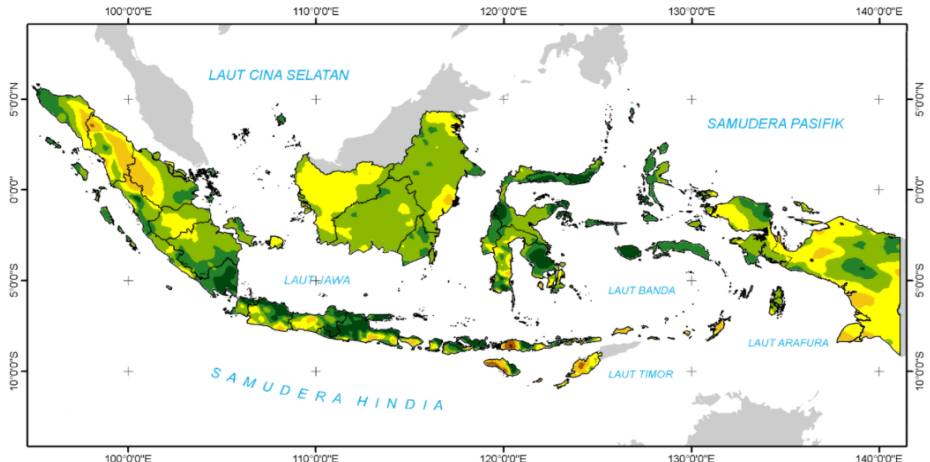 100°0'0"E 110°0'0"E 120°0'0"E 130°0'0"E 140°0'0"E
LAUT CINA SELATAN
5°0'0"N 5°0'0"N
SAMUDERA PASIFIK
0°0'0" 0°0'0"
LAUT JAWA
5°0'0"S 5°0'0"S
LAUT BANDA
LAUT ARAFURA
10°0'0"S 10°0'0"S
LAUT TIMOR
SAMUDERA HINDIA
100°0'0"E 110°0'0"E 120°0'0"E 130°0'0"E 140°0'0"E